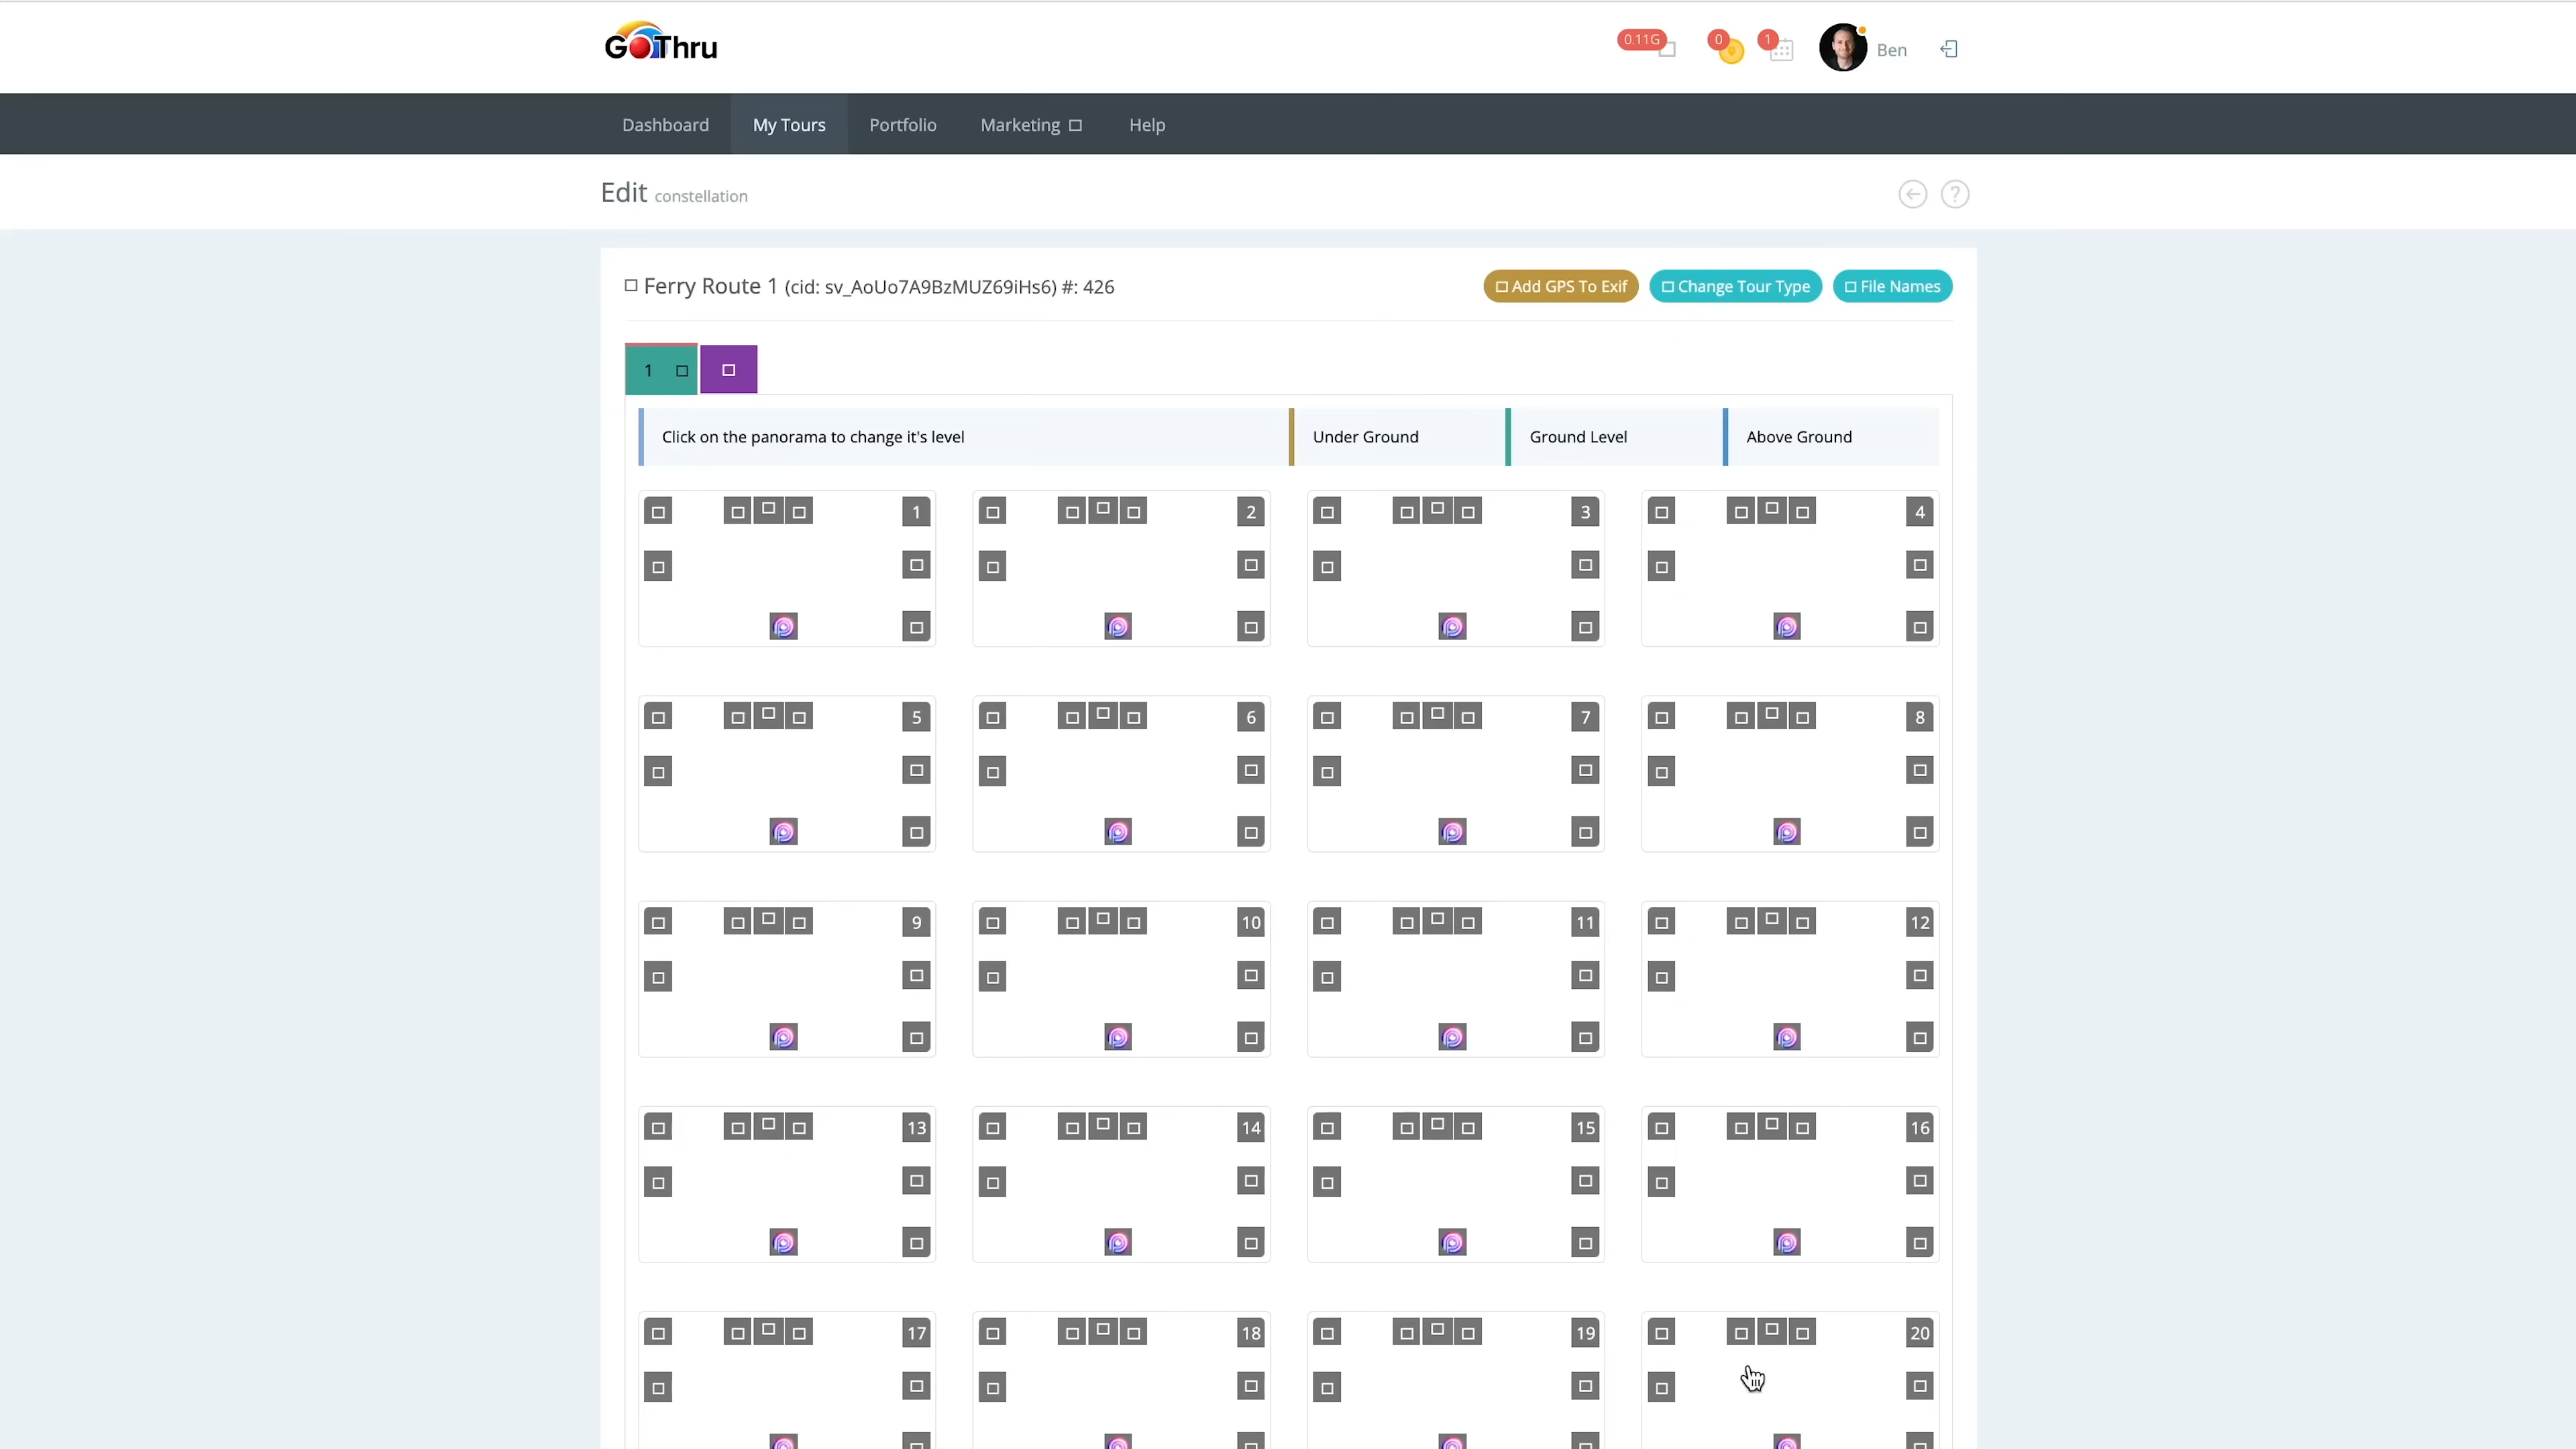 GoThru
0.11G
0
1
Ben
Dashboard
My Tours
Portfolio
Marketing
Help
Edit constellation
Ferry Route 1 (cid: sv_AoUo7A9BzMUZ69iHs6) #: 426
Add GPS To Exif
Change Tour Type
File Names
1
Click on the panorama to change it's level
Under Ground
Ground Level
Above Ground
1
2
3
4
5
6
7
8
9
10
11
12
13
14
15
16
17
18
19
20